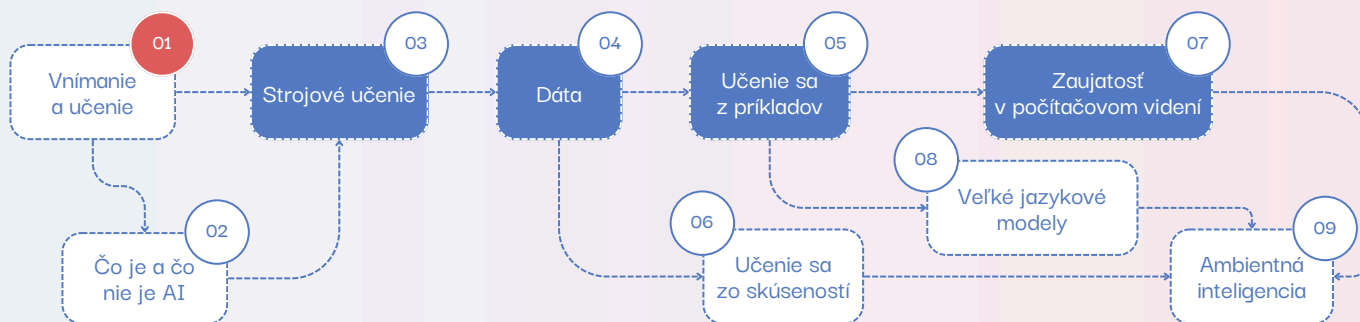 01
Vnímanie
a učenie
02
Čo je a čo
nie je AI
03
Strojové učenie
04
Dáta
05
Učenie sa
z príkladov
06
Učenie sa
zo skúseností
07
Zaujatosť
v počítačovom videní
08
Veľké jazykové
modely
09
Ambientná
inteligencia